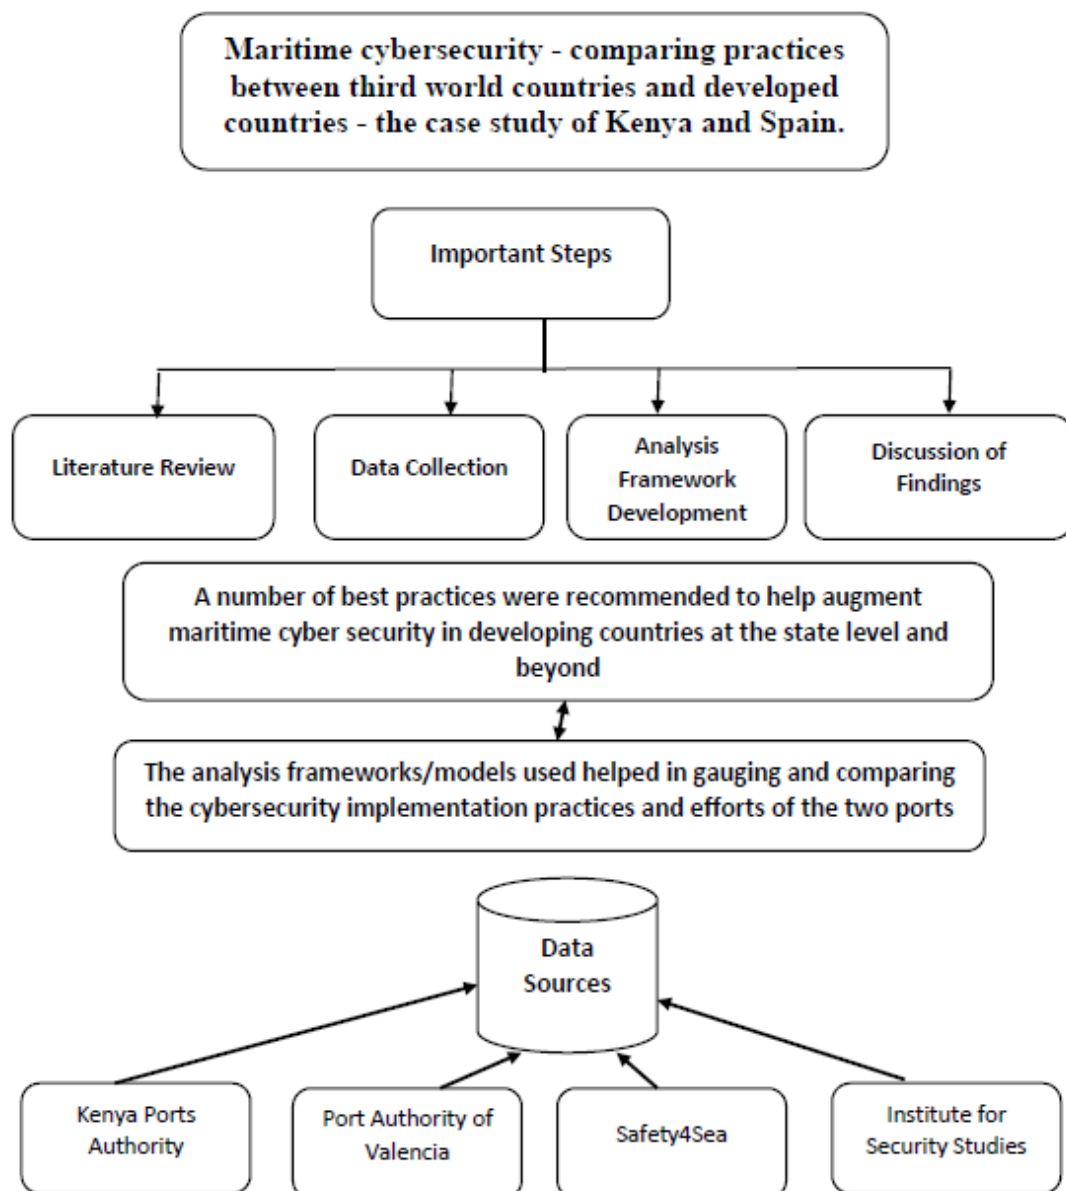 Maritime cybersecurity - comparing practices
between third world countries and developed
countries - the case study of Kenya and Spain.
Important Steps
Literature Review
Data Collection
Analysis
Framework
Development
Discussion of
Findings
A number of best practices were recommended to help augment
maritime cyber security in developing countries at the state level and
beyond
The analysis frameworks/models used helped in gauging and comparing
the cybersecurity implementation practices and efforts of the two ports
Data
Sources
Kenya Ports
Authority
Port Authority of
Valencia
Safety4Sea
Institute for
Security Studies